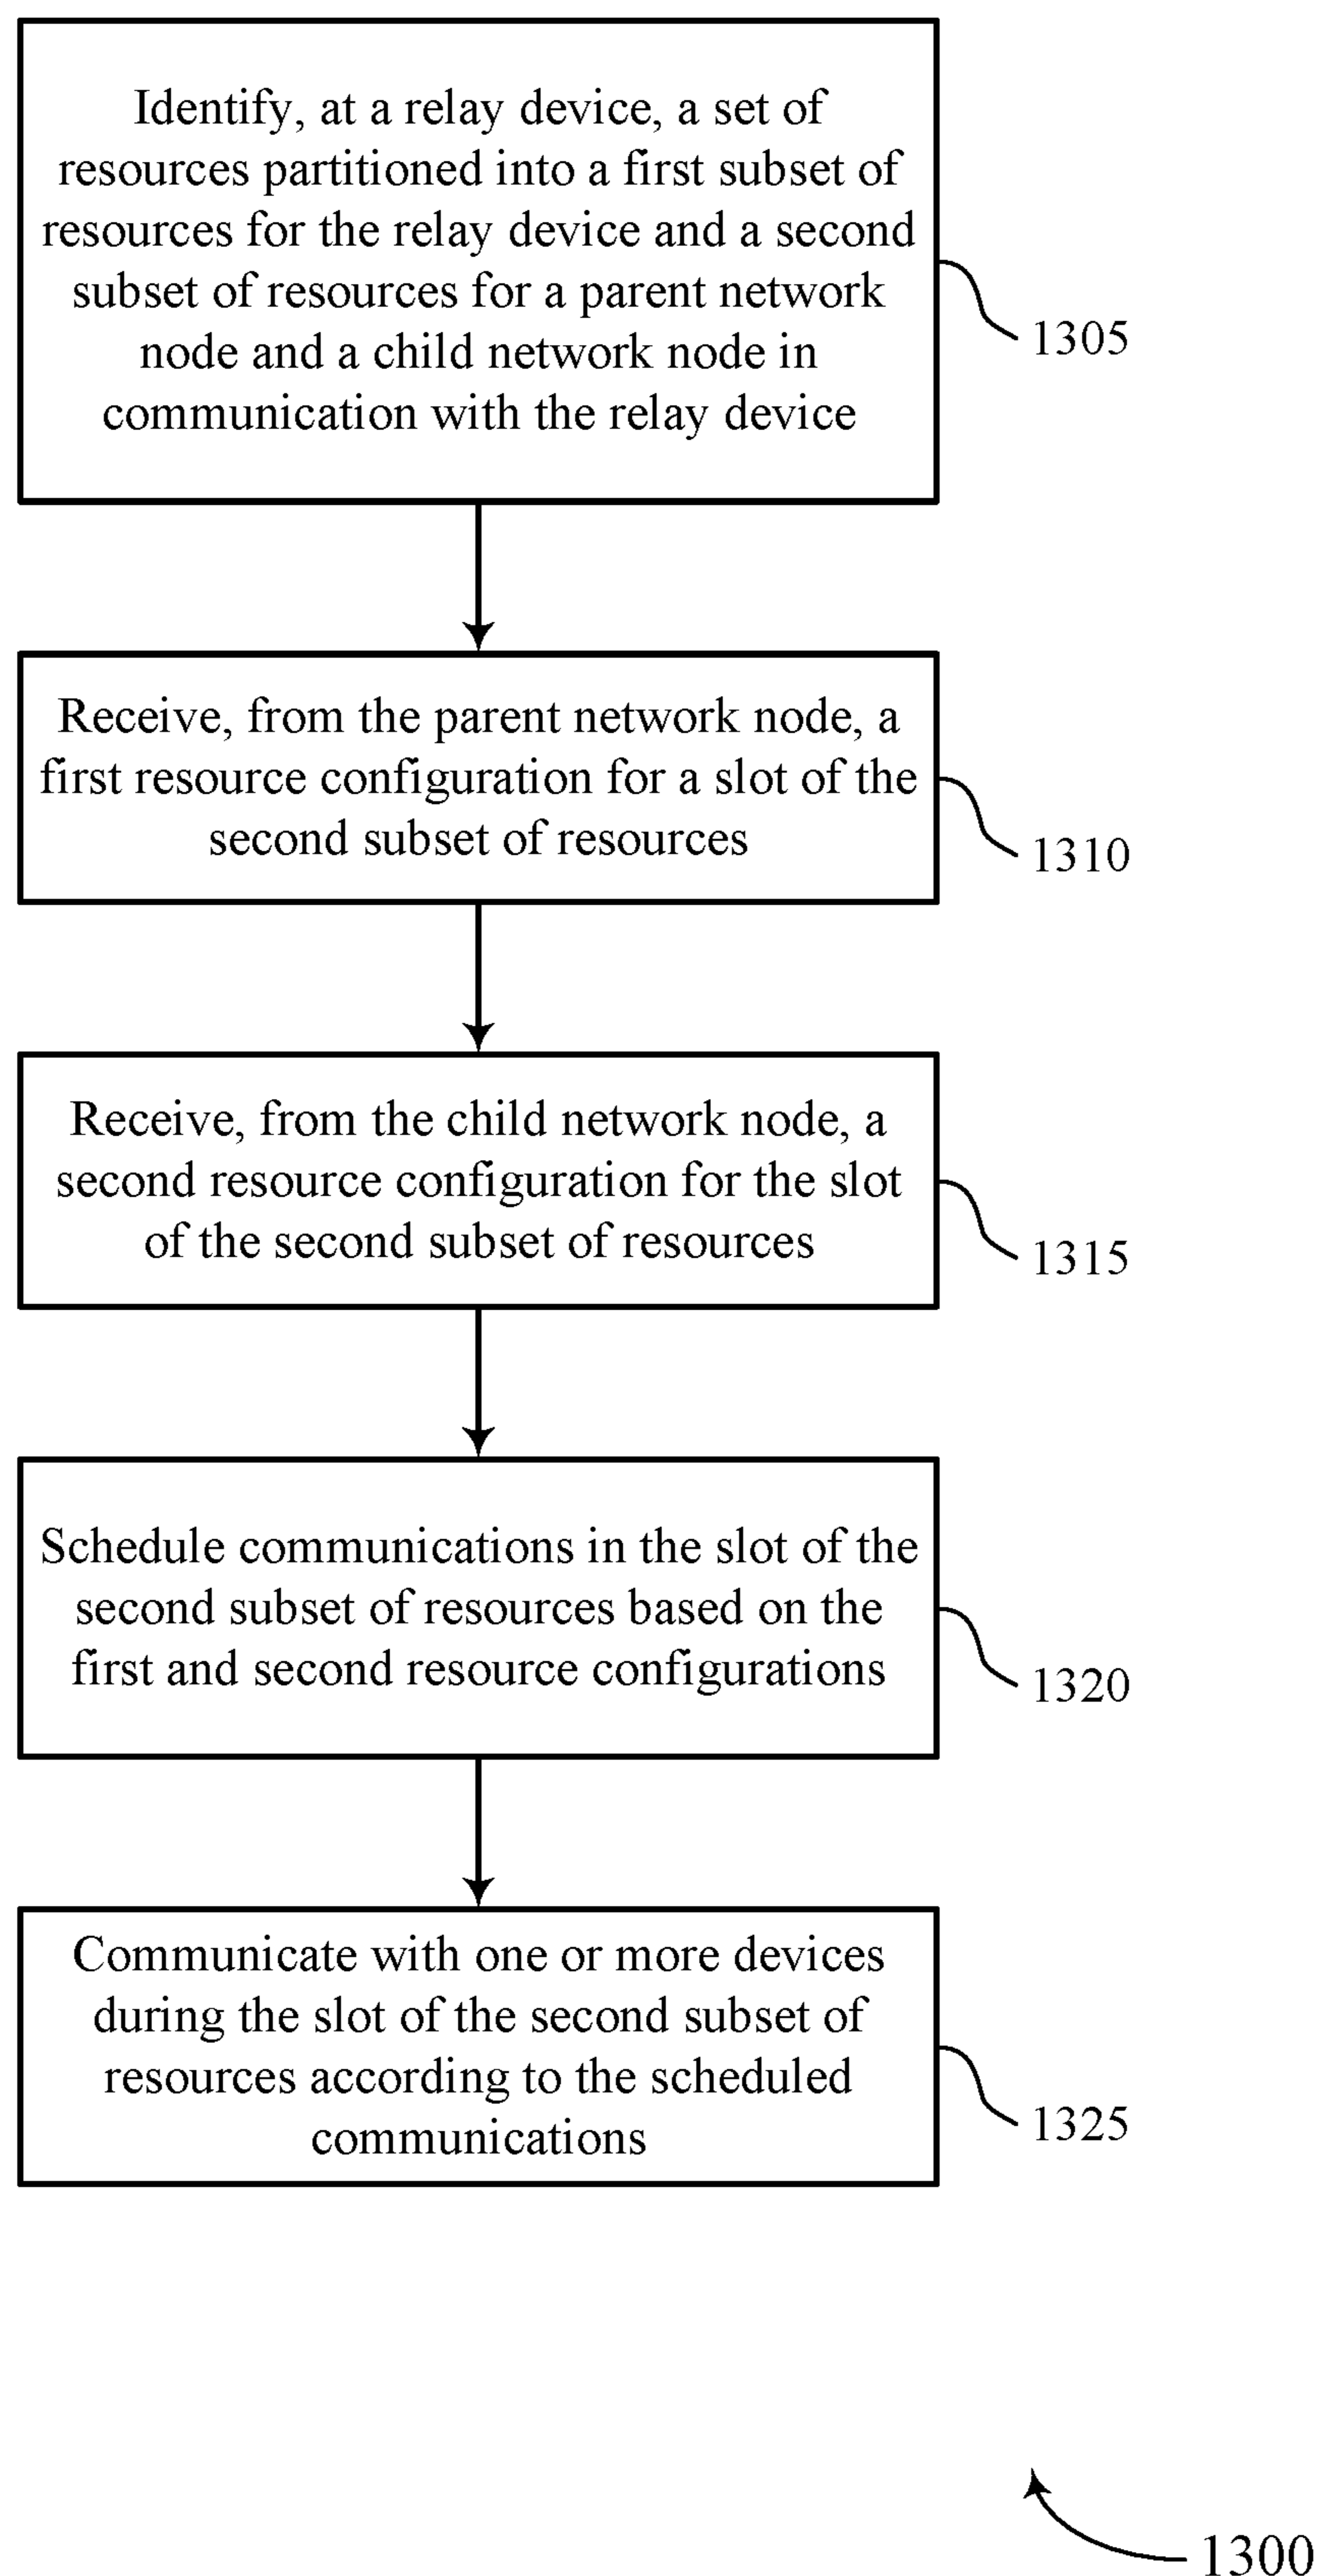 Identify, at a relay device, a set of
resources partitioned into a first subset of
resources for the relay device and a second
subset of resources for a parent network
node and a child network node in
communication with the relay device
1305
Receive, from the parent network node, a
first resource configuration for a slot of the
second subset of resources
1310
Receive, from the child network node, a
second resource configuration for the slot
of the second subset of resources
1315
Schedule communications in the slot of the
second subset of resources based on the
first and second resource configurations
1320
Communicate with one or more devices
during the slot of the second subset of
resources according to the scheduled
communications
1325
1300